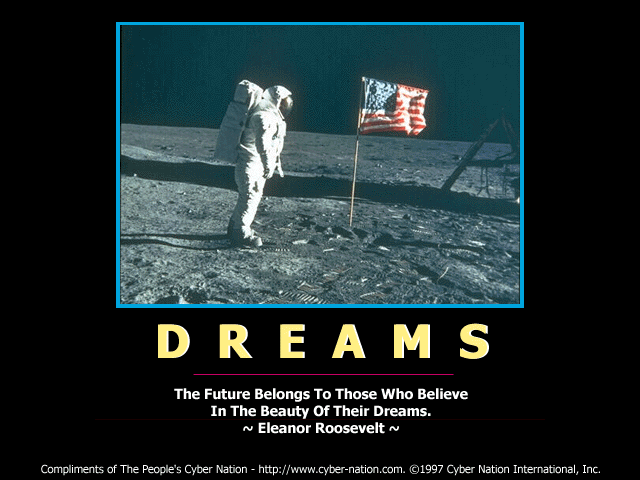 DREAMS
The Future Belongs To Those Who Believe
In The Beauty Of Their Dreams.
~ Eleanor Roosevelt ~
Compliments of The People's Cyber Nation - http://www.cyber-nation.com. ©1997 Cyber Nation International, Inc.